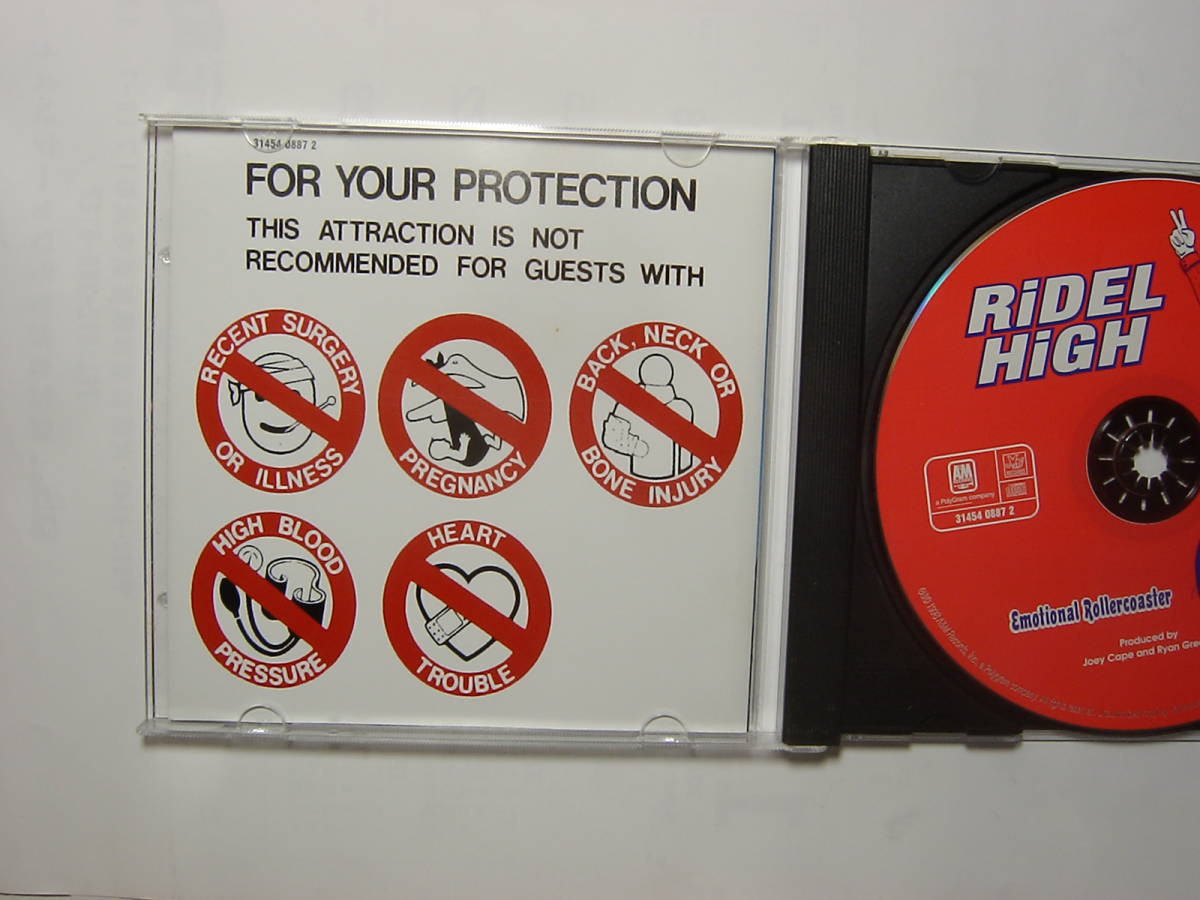 31454 0887 2
FOR YOUR PROTECTION
THIS ATTRACTION IS NOT
RECOMMENDED FOR GUESTS WITH
RECENT SURGERY
OR ILLNESS
PREGNANCY
BACK, NECK OR
BONE INJURY
HIGH BLOOD
PRESSURE
HEART
TROUBLE
RiDEL
HiGH
AM
a PolyGram company
31454 0887 2
Emotional Rollercoaster
Produced by
Joey Cape and Ryan Gre